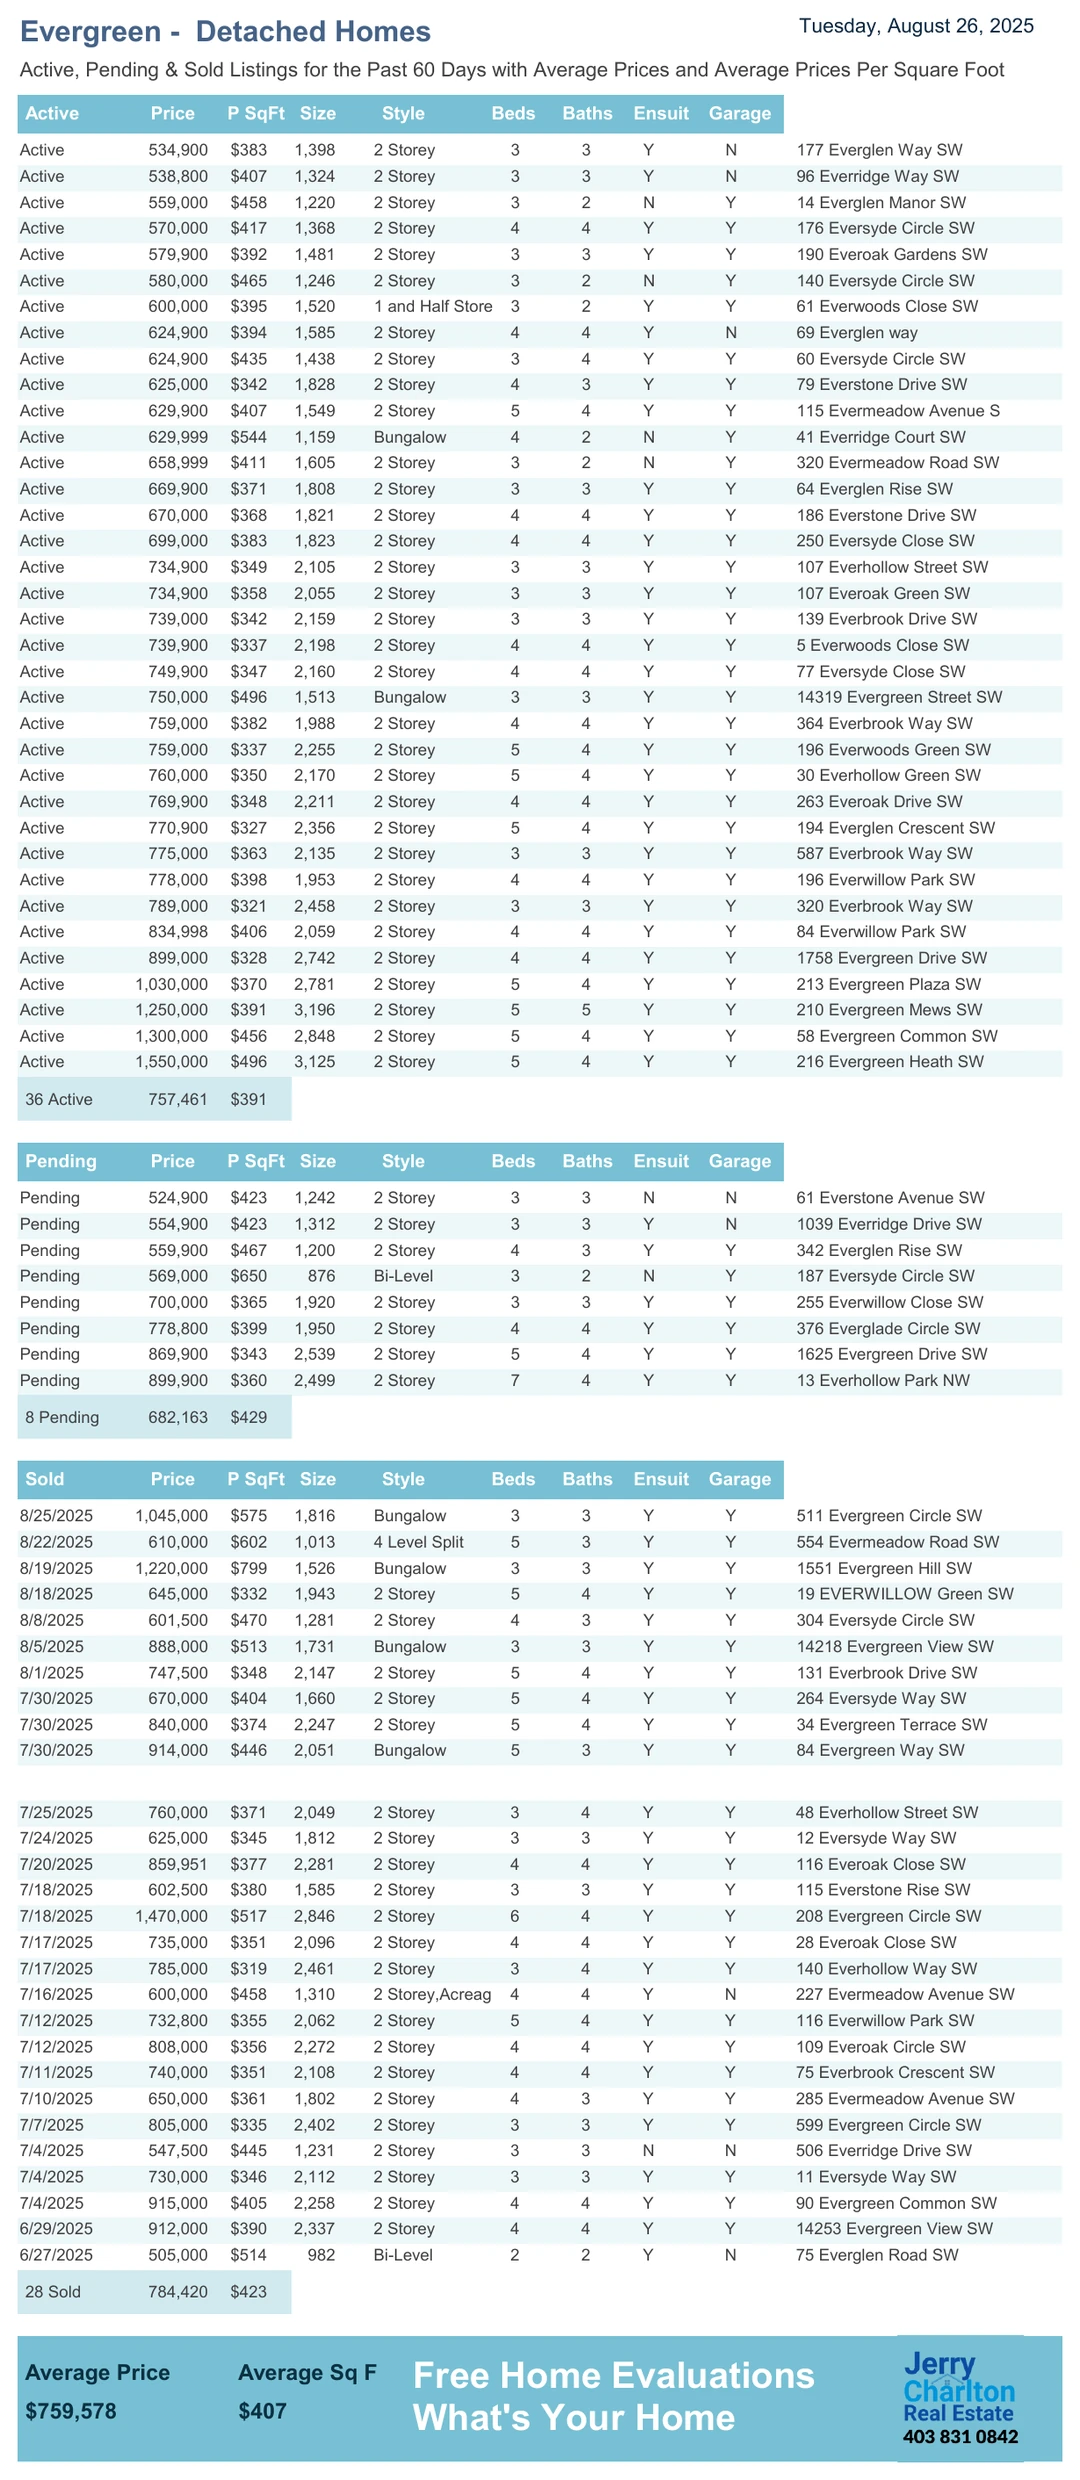 Evergreen - Detached Homes
Tuesday, August 26, 2025
Active, Pending & Sold Listings for the Past 60 Days with Average Prices and Average Prices Per Square Foot
Active Price P SqFt Size Style Beds Baths Ensuit Garage
Active 534,900 $383 1,398 2 Storey 3 3 Y N 177 Everglen Way SW
Active 538,800 $407 1,324 2 Storey 3 3 Y N 96 Everridge Way SW
Active 559,000 $458 1,220 2 Storey 3 2 N Y 14 Everglen Manor SW
Active 570,000 $417 1,368 2 Storey 4 4 Y Y 176 Eversyde Circle SW
Active 579,900 $392 1,481 2 Storey 3 3 Y Y 190 Everoak Gardens SW
Active 580,000 $465 1,246 2 Storey 3 2 N Y 140 Eversyde Circle SW
Active 600,000 $395 1,520 1 and Half Store 3 2 Y Y 61 Everwoods Close SW
Active 624,900 $394 1,585 2 Storey 4 4 Y N 69 Everglen way
Active 624,900 $435 1,438 2 Storey 3 4 Y Y 60 Eversyde Circle SW
Active 625,000 $342 1,828 2 Storey 4 3 Y Y 79 Everstone Drive SW
Active 629,900 $407 1,549 2 Storey 5 4 Y Y 115 Evermeadow Avenue S
Active 629,999 $544 1,159 Bungalow 4 2 N Y 41 Everridge Court SW
Active 658,999 $411 1,605 2 Storey 3 2 N Y 320 Evermeadow Road SW
Active 669,900 $371 1,808 2 Storey 3 3 Y Y 64 Everglen Rise SW
Active 670,000 $368 1,821 2 Storey 4 4 Y Y 186 Everstone Drive SW
Active 699,000 $383 1,823 2 Storey 4 4 Y Y 250 Eversyde Close SW
Active 734,900 $349 2,105 2 Storey 3 3 Y Y 107 Everhollow Street SW
Active 734,900 $358 2,055 2 Storey 3 3 Y Y 107 Everoak Green SW
Active 739,000 $342 2,159 2 Storey 3 3 Y Y 139 Everbrook Drive SW
Active 739,900 $337 2,198 2 Storey 4 4 Y Y 5 Everwoods Close SW
Active 749,900 $347 2,160 2 Storey 4 4 Y Y 77 Eversyde Close SW
Active 750,000 $496 1,513 Bungalow 3 3 Y Y 14319 Evergreen Street SW
Active 759,000 $382 1,988 2 Storey 4 4 Y Y 364 Everbrook Way SW
Active 759,000 $337 2,255 2 Storey 5 4 Y Y 196 Everwoods Green SW
Active 760,000 $350 2,170 2 Storey 5 4 Y Y 30 Everhollow Green SW
Active 769,900 $348 2,211 2 Storey 4 4 Y Y 263 Everoak Drive SW
Active 770,900 $327 2,356 2 Storey 5 4 Y Y 194 Everglen Crescent SW
Active 775,000 $363 2,135 2 Storey 3 3 Y Y 587 Everbrook Way SW
Active 778,000 $398 1,953 2 Storey 4 4 Y Y 196 Everwillow Park SW
Active 789,000 $321 2,458 2 Storey 3 3 Y Y 320 Everbrook Way SW
Active 834,998 $406 2,059 2 Storey 4 4 Y Y 84 Everwillow Park SW
Active 899,000 $328 2,742 2 Storey 4 4 Y Y 1758 Evergreen Drive SW
Active 1,030,000 $370 2,781 2 Storey 5 4 Y Y 213 Evergreen Plaza SW
Active 1,250,000 $391 3,196 2 Storey 5 5 Y Y 210 Evergreen Mews SW
Active 1,300,000 $456 2,848 2 Storey 5 4 Y Y 58 Evergreen Common SW
Active 1,550,000 $496 3,125 2 Storey 5 4 Y Y 216 Evergreen Heath SW
36 Active 757,461 $391
Pending Price P SqFt Size Style Beds Baths Ensuit Garage
Pending 524,900 $423 1,242 2 Storey 3 3 N N 61 Everstone Avenue SW
Pending 554,900 $423 1,312 2 Storey 3 3 Y N 1039 Everridge Drive SW
Pending 559,900 $467 1,200 2 Storey 4 3 Y Y 342 Everglen Rise SW
Pending 569,000 $650 876 Bi-Level 3 2 N Y 187 Eversyde Circle SW
Pending 700,000 $365 1,920 2 Storey 3 3 Y Y 255 Everwillow Close SW
Pending 778,800 $399 1,950 2 Storey 4 4 Y Y 376 Everglade Circle SW
Pending 869,900 $343 2,539 2 Storey 5 4 Y Y 1625 Evergreen Drive SW
Pending 899,900 $360 2,499 2 Storey 7 4 Y Y 13 Everhollow Park NW
8 Pending 682,163 $429
Sold Price P SqFt Size Style Beds Baths Ensuit Garage
8/25/2025 1,045,000 $575 1,816 Bungalow 3 3 Y Y 511 Evergreen Circle SW
8/22/2025 610,000 $602 1,013 4 Level Split 5 3 Y Y 554 Evermeadow Road SW
8/19/2025 1,220,000 $799 1,526 Bungalow 3 3 Y Y 1551 Evergreen Hill SW
8/18/2025 645,000 $332 1,943 2 Storey 5 4 Y Y 19 EVERWILLOW Green SW
8/8/2025 601,500 $470 1,281 2 Storey 4 3 Y Y 304 Eversyde Circle SW
8/5/2025 888,000 $513 1,731 Bungalow 3 3 Y Y 14218 Evergreen View SW
8/1/2025 747,500 $348 2,147 2 Storey 5 4 Y Y 131 Everbrook Drive SW
7/30/2025 670,000 $404 1,660 2 Storey 5 4 Y Y 264 Eversyde Way SW
7/30/2025 840,000 $374 2,247 2 Storey 5 4 Y Y 34 Evergreen Terrace SW
7/30/2025 914,000 $446 2,051 Bungalow 5 3 Y Y 84 Evergreen Way SW
7/25/2025 760,000 $371 2,049 2 Storey 3 4 Y Y 48 Everhollow Street SW
7/24/2025 625,000 $345 1,812 2 Storey 3 3 Y Y 12 Eversyde Way SW
7/20/2025 859,951 $377 2,281 2 Storey 4 4 Y Y 116 Everoak Close SW
7/18/2025 602,500 $380 1,585 2 Storey 3 3 Y Y 115 Everstone Rise SW
7/18/2025 1,470,000 $517 2,846 2 Storey 6 4 Y Y 208 Evergreen Circle SW
7/17/2025 735,000 $351 2,096 2 Storey 4 4 Y Y 28 Everoak Close SW
7/17/2025 785,000 $319 2,461 2 Storey 3 4 Y Y 140 Everhollow Way SW
7/16/2025 600,000 $458 1,310 2 Storey,Acreag 4 4 Y N 227 Evermeadow Avenue SW
7/12/2025 732,800 $355 2,062 2 Storey 5 4 Y Y 116 Everwillow Park SW
7/12/2025 808,000 $356 2,272 2 Storey 4 4 Y Y 109 Everoak Circle SW
7/11/2025 740,000 $351 2,108 2 Storey 4 4 Y Y 75 Everbrook Crescent SW
7/10/2025 650,000 $361 1,802 2 Storey 4 3 Y Y 285 Evermeadow Avenue SW
7/7/2025 805,000 $335 2,402 2 Storey 3 3 Y Y 599 Evergreen Circle SW
7/4/2025 547,500 $445 1,231 2 Storey 3 3 N N 506 Everridge Drive SW
7/4/2025 730,000 $346 2,112 2 Storey 3 3 Y Y 11 Eversyde Way SW
7/4/2025 915,000 $405 2,258 2 Storey 4 4 Y Y 90 Evergreen Common SW
6/29/2025 912,000 $390 2,337 2 Storey 4 4 Y Y 14253 Evergreen View SW
6/27/2025 505,000 $514 982 Bi-Level 2 2 Y N 75 Everglen Road SW
28 Sold 784,420 $423
Average Price Average Sq F
$759,578 $407
Free Home Evaluations
What's Your Home
Jerry
Charlton
Real Estate
403 831 0842